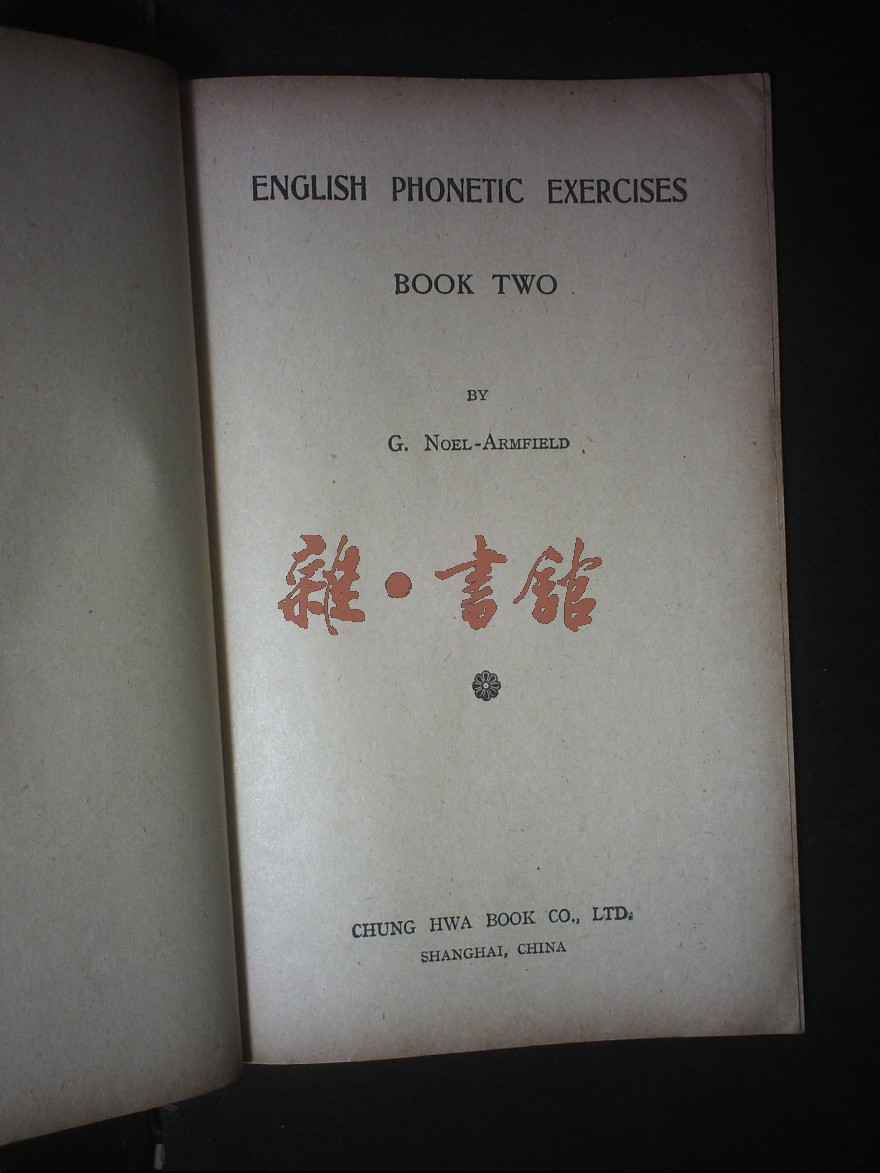 ENGLISH PHONETIC EXERCISES
BOOK TWO
BY
G. NOEL-ARMFIELD
雜·書館
CHUNG HWA BOOK CO., LTD.
SHANGHAI, CHINA